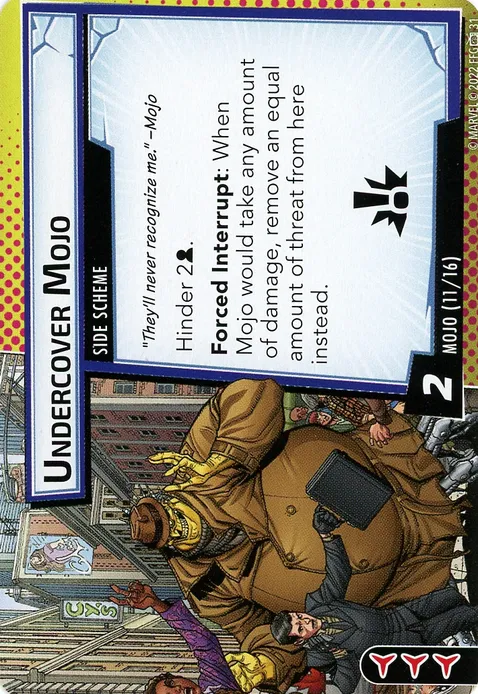 UNDERCOVER MOJO
SIDE SCHEME
"They'll never recognize me." –Mojo
Hinder 2.
Forced Interrupt: When
Mojo would take any amount
of damage, remove an equal
amount of threat from here
instead.
2
MOJO (11/16)
© MARVEL © 2022 FFG 31